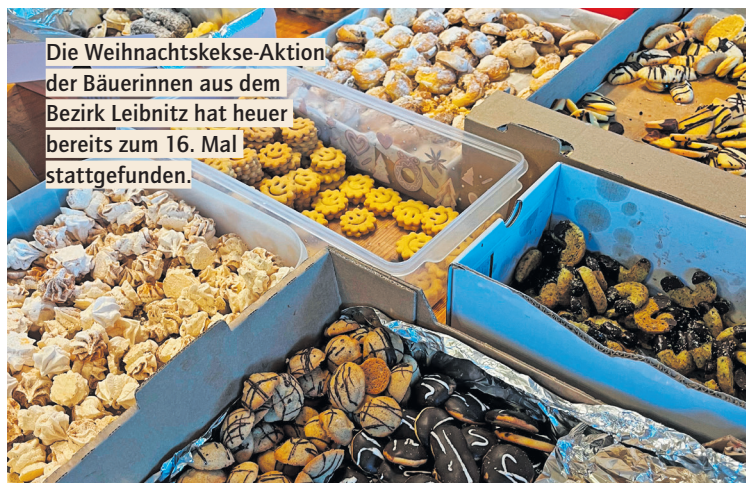 Die Weihnachtskekse-Aktion
der Bäuerinnen aus dem
Bezirk Leibnitz hat heuer
bereits zum 16. Mal
stattgefunden.